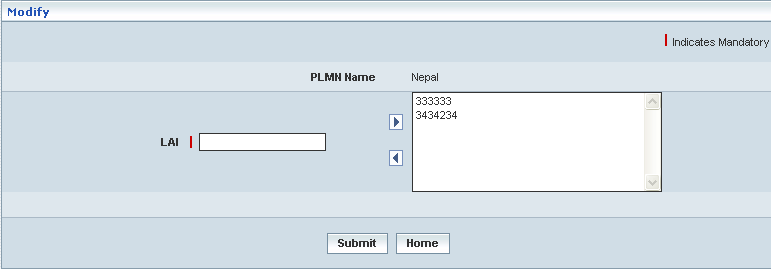 Modify
Indicates Mandatory
PLMN Name Nepal
333333
3434234
LAI
Submit Home